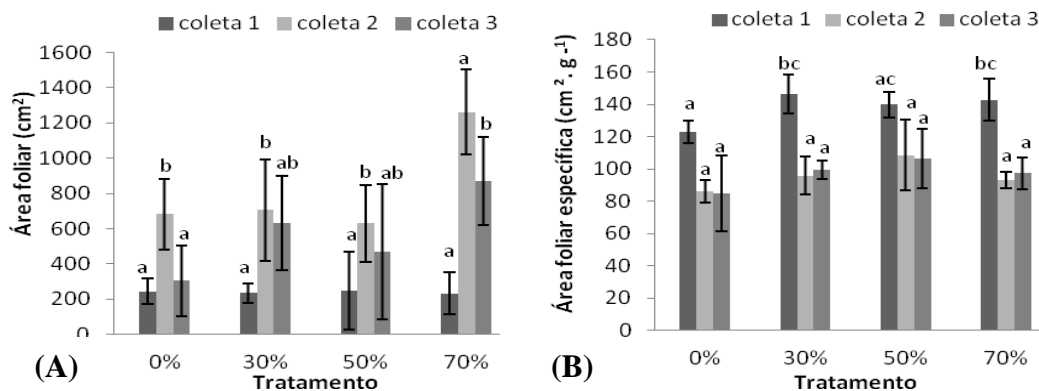 coleta 1 coleta 2 coleta 3
Área foliar (cm²)
1600
1400
1200
1000
800
600
400
200
0
a b a
a b ab
a b ab
a a b
0% 30% 50% 70%
Tratamento
(A)
coleta 1 coleta 2 coleta 3
Área foliar específica (cm ² . g -¹)
180
160
140
120
100
80
60
40
20
0
a a a
bc a a
ac a a
bc a a
0% 30% 50% 70%
Tratamento
(B)